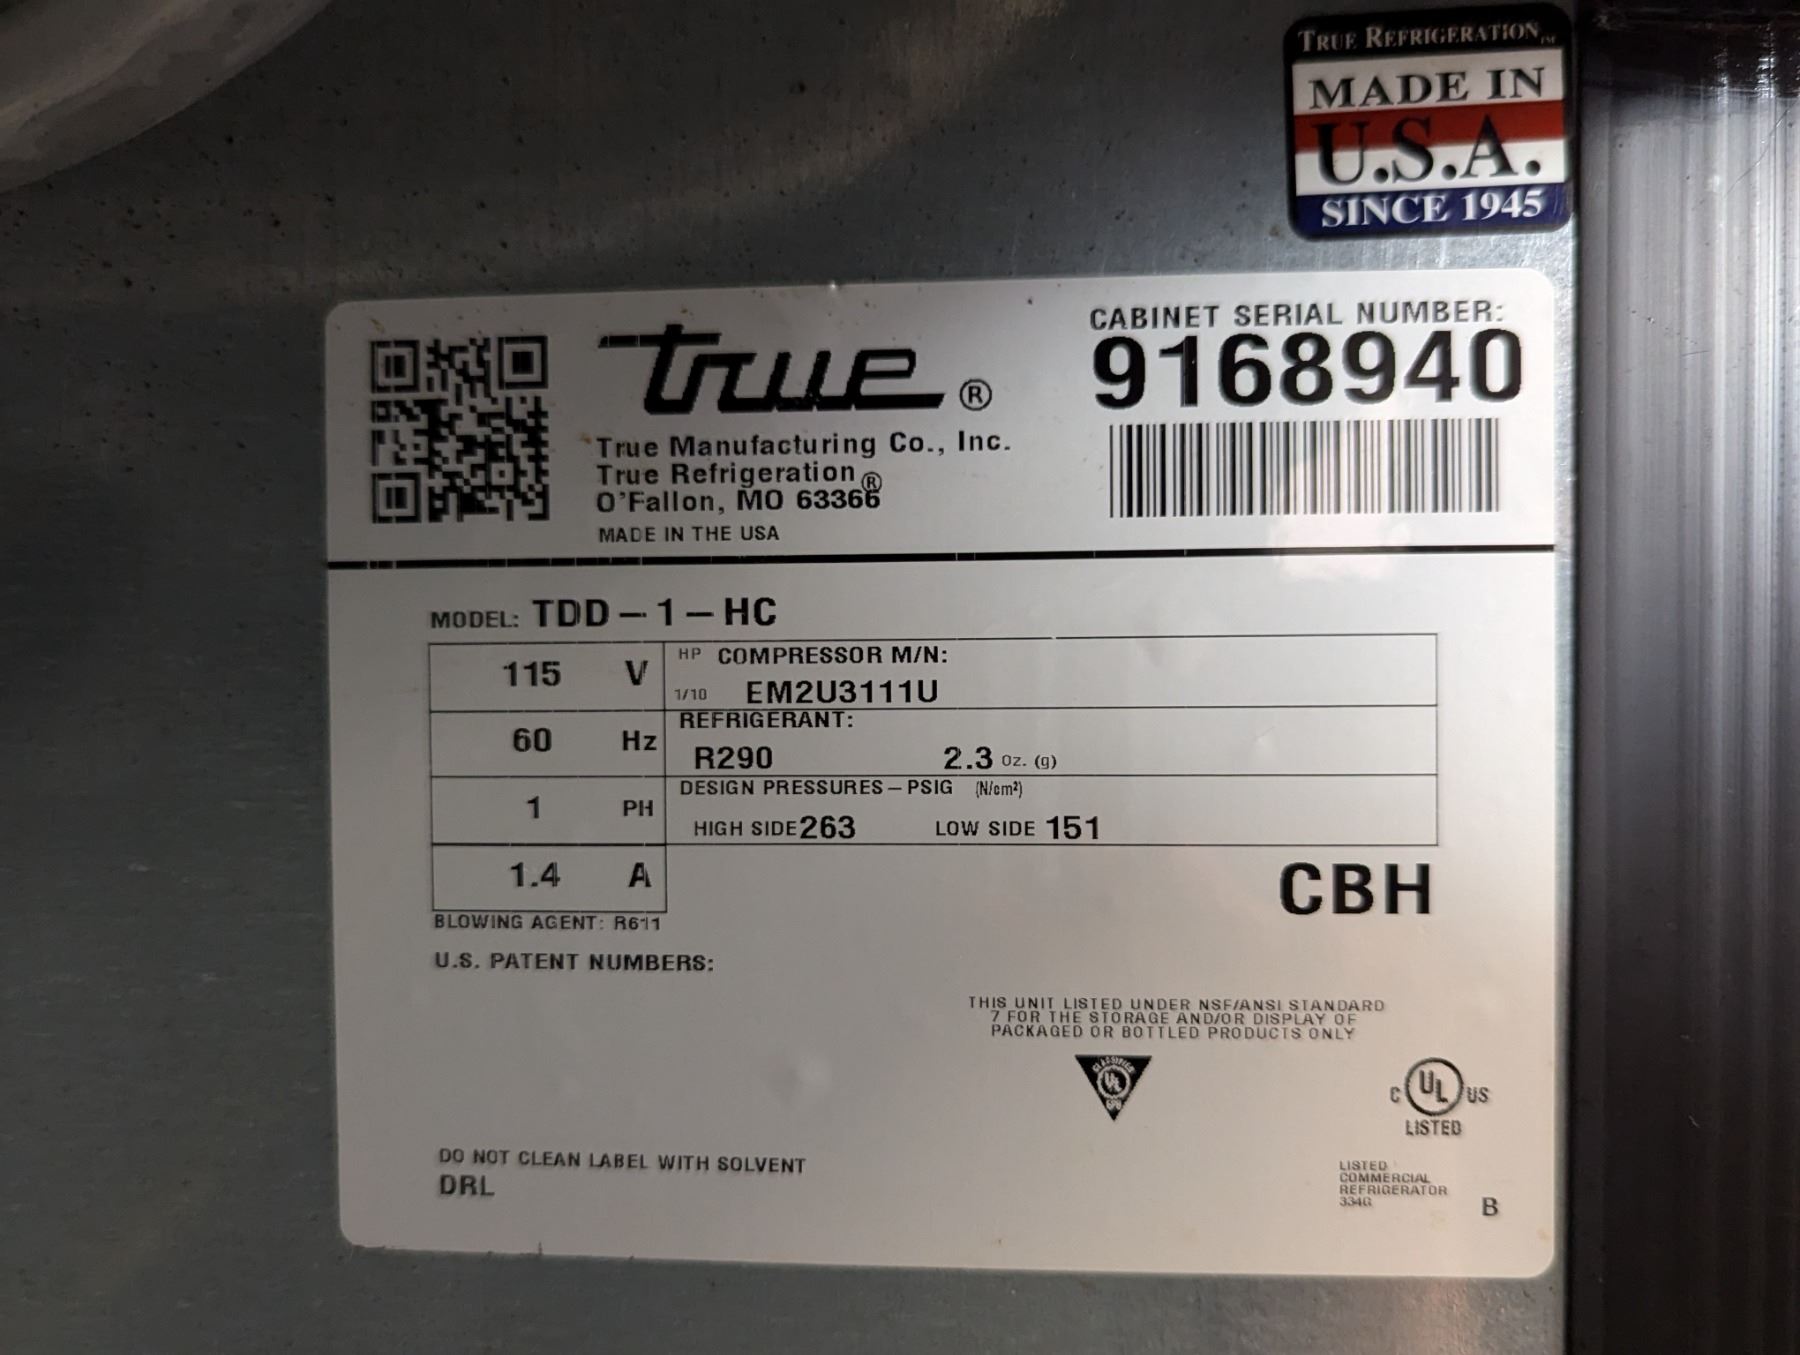 TRUE REFRIGERATION
MADE IN
U.S.A.
SINCE 1945
true ®
True Manufacturing Co., Inc.
True Refrigeration ®
O'Fallon, MO 63366
MADE IN THE USA
CABINET SERIAL NUMBER:
9168940
MODEL: TDD-1-HC
115 V
HP COMPRESSOR M/N:
1/10 EM2U3111U
60 Hz
REFRIGERANT:
R290 2.3 Oz. (g)
1 PH
DESIGN PRESSURES-PSIG (N/cm²)
HIGH SIDE 263 LOW SIDE 151
1.4 A
CBH
BLOWING AGENT: R611
U.S. PATENT NUMBERS:
THIS UNIT LISTED UNDER NSF/ANSI STANDARD
7 FOR THE STORAGE AND/OR DISPLAY OF
PACKAGED OR BOTTLED PRODUCTS ONLY
CLASSIFIED
UL
EPH
C UL US
LISTED
DO NOT CLEAN LABEL WITH SOLVENT
DRL
LISTED
COMMERCIAL
REFRIGERATOR
334G
B